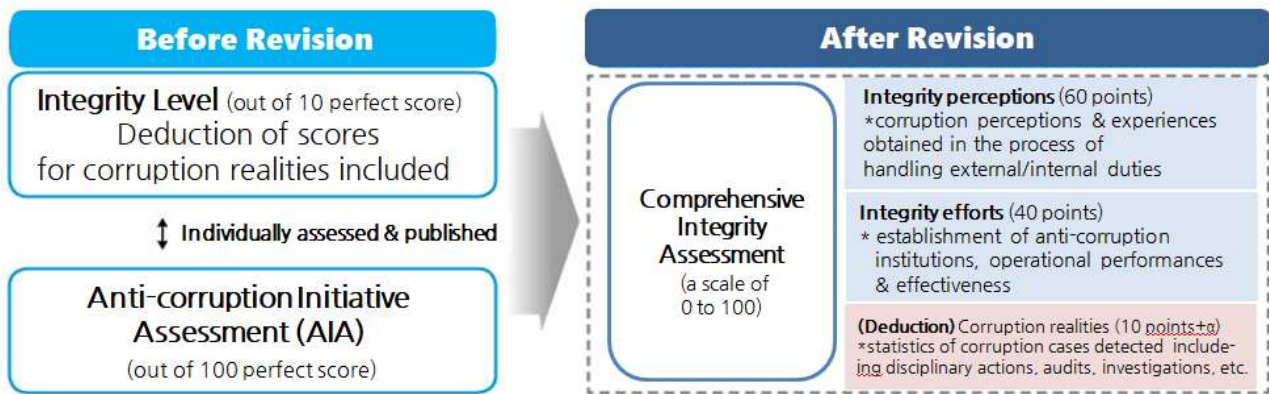 Before Revision
Integrity Level (out of 10 perfect score)
Deduction of scores
for corruption realities included
↕ Individually assessed & published
Anti-corruption Initiative
Assessment (AIA)
(out of 100 perfect score)
After Revision
Comprehensive
Integrity
Assessment
(a scale of
0 to 100)
Integrity perceptions (60 points)
*corruption perceptions & experiences
obtained in the process of
handling external/internal duties
Integrity efforts (40 points)
* establishment of anti-corruption
institutions, operational performances
& effectiveness
(Deduction) Corruption realities (10 points+α)
*statistics of corruption cases detected include-
ing disciplinary actions, audits, investigations, etc.